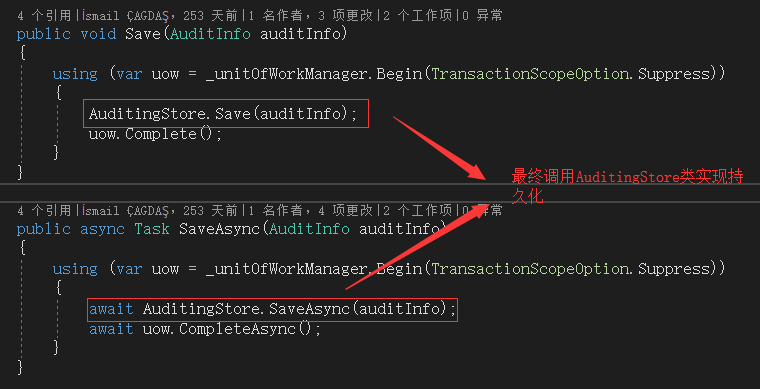 4 个引用|İsmail ÇAGDAŞ，253 天前|1 名作者，3 项更改|2 个工作项|0 异常
public void Save(AuditInfo auditInfo)
{
using (var uow = _unitOfWorkManager.Begin(TransactionScopeOption.Suppress))
{
AuditingStore.Save(auditInfo);
uow.Complete();
}
}
最终调用AuditingStore类实现持
久化
4 个引用|İsmail ÇAGDAŞ，253 天前|1 名作者，4 项更改|2 个工作项|0 异常
public async Task SaveAsync(AuditInfo auditInfo)
{
using (var uow = _unitOfWorkManager.Begin(TransactionScopeOption.Suppress))
{
await AuditingStore.SaveAsync(auditInfo);
await uow.CompleteAsync();
}
}